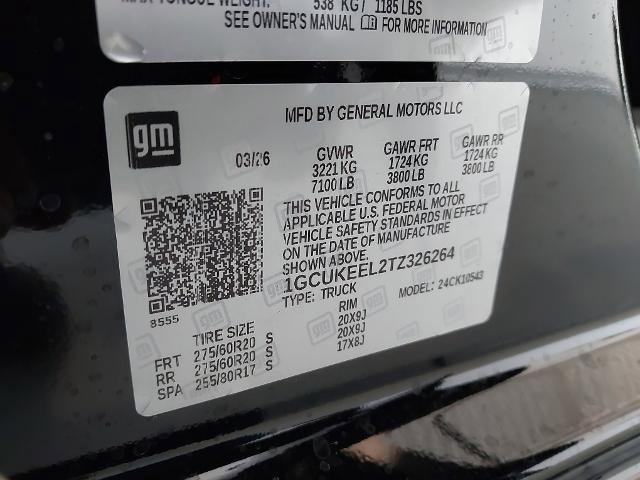 MAX TONGUE WEIGHT: 538 KG/ 1185 LBS
SEE OWNER'S MANUAL FOR MORE INFORMATION
gm
MFD BY GENERAL MOTORS LLC
03/26 GVWR GAWR FRT GAWR RR
3221 KG 1724 KG 1724 KG
7100 LB 3800 LB 3800 LB
THIS VEHICLE CONFORMS TO ALL
APPLICABLE U.S. FEDERAL MOTOR
VEHICLE SAFETY STANDARDS IN EFFECT
ON THE DATE OF MANUFACTURE
SHOWN ABOVE.
1GCUKEEL2TZ326264
TYPE: TRUCK MODEL: 24CK10543
8555
TIRE SIZE RIM
FRT 275/60R20 S 20X9J
RR 275/60R20 S 20X9J
SPA 255/80R17 S 17X8J